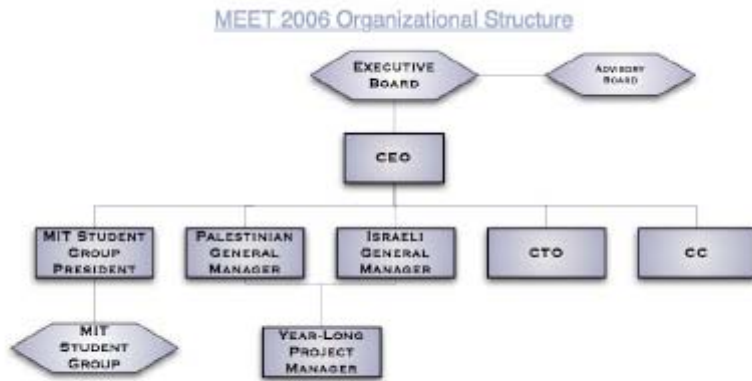 MEET 2006 Organizational Structure
EXECUTIVE
BOARD
ADVISORY
BOARD
CEO
MIT STUDENT
GROUP
PRESIDENT
PALESTINIAN
GENERAL
MANAGER
ISRAELI
GENERAL
MANAGER
CTO
CC
MIT
STUDENT
GROUP
YEAR-LONG
PROJECT
MANAGER